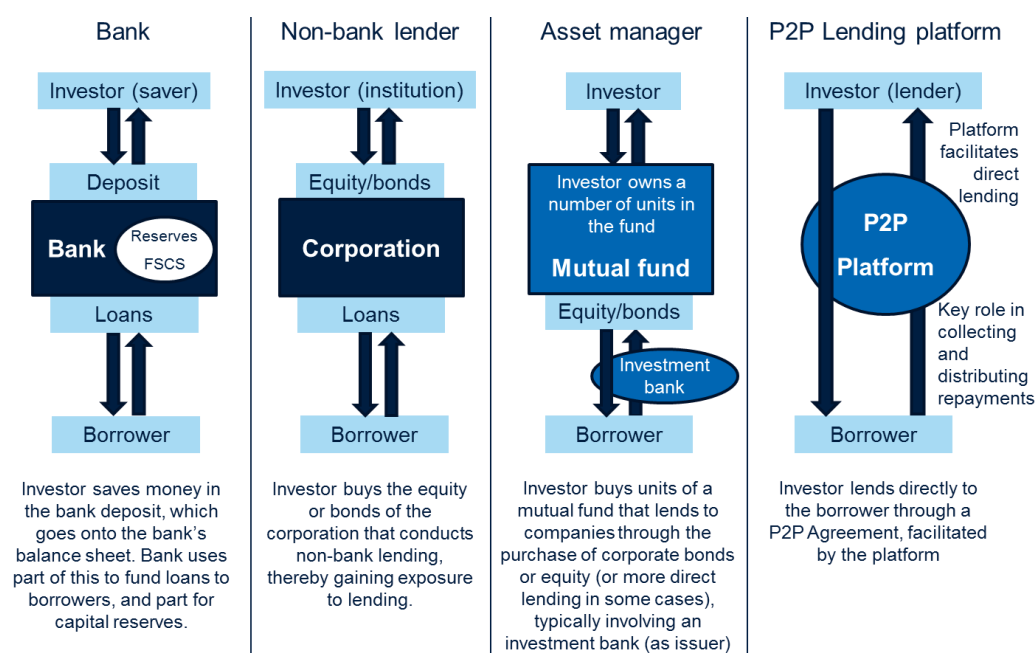 Bank
Investor (saver)
Deposit
Bank
Reserves
FSCS
Loans
Borrower
Investor saves money in
the bank deposit, which
goes onto the bank's
balance sheet. Bank uses
part of this to fund loans to
borrowers, and part for
capital reserves.
Non-bank lender
Investor (institution)
Equity/bonds
Corporation
Loans
Borrower
Investor buys the equity
or bonds of the
corporation that conducts
non-bank lending,
thereby gaining exposure
to lending.
Asset manager
Investor
Investor owns a
number of units in
the fund
Mutual fund
Equity/bonds
Investment
bank
Borrower
Investor buys units of a
mutual fund that lends to
companies through the
purchase of corporate bonds
or equity (or more direct
lending in some cases),
typically involving an
investment bank (as issuer)
P2P Lending platform
Investor (lender)
Platform
facilitates
direct
lending
P2P
Platform
Key role in
collecting
and
distributing
repayments
Borrower
Investor lends directly to
the borrower through a
P2P Agreement, facilitated
by the platform